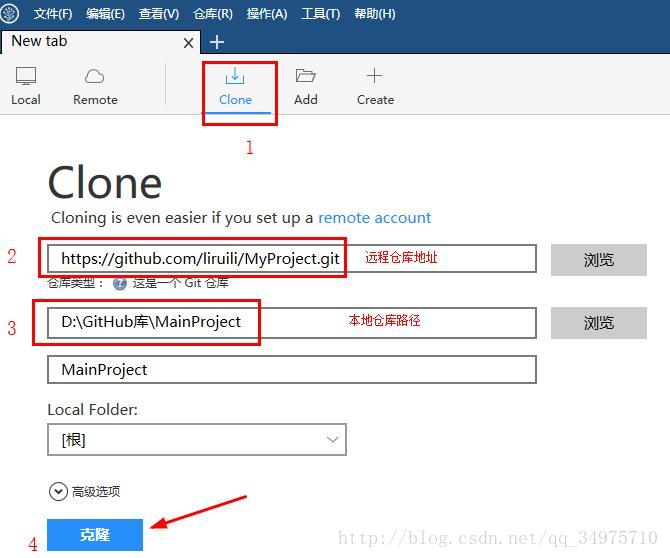 文件(F) 编辑(E) 查看(V) 仓库(R) 操作(A) 工具(T) 帮助(H)
New tab
Local Remote Clone Add Create
1
Clone
Cloning is even easier if you set up a remote account
2 https://github.com/liruili/MyProject.git 远程仓库地址 浏览
仓库类型： ? 这是一个 Git 仓库
3 D:\GitHub库\MainProject 本地仓库路径 浏览
MainProject
Local Folder:
[根]
高级选项
4 克隆
http://blog.csdn.net/qq_34975710